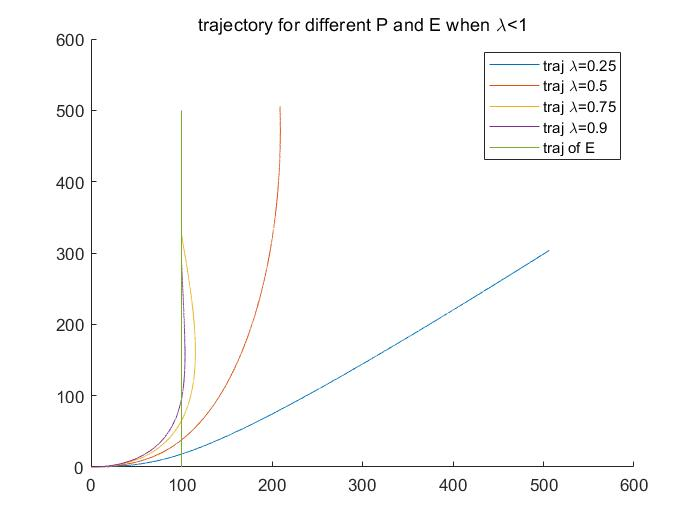 trajectory for different P and E when λ<1
600
500
400
300
200
100
0
0 100 200 300 400 500 600
traj λ=0.25
traj λ=0.5
traj λ=0.75
traj λ=0.9
traj of E